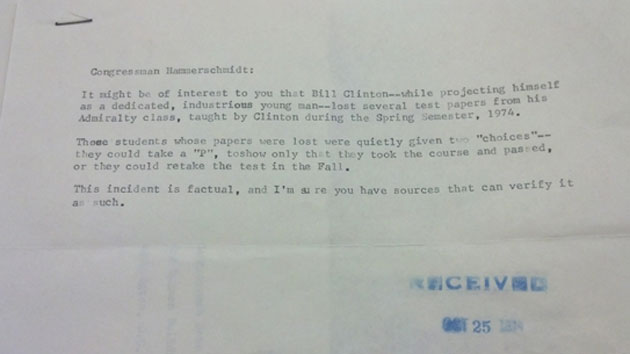 Congressman Hammerschmidt:
It might be of interest to you that Bill Clinton--while projecting himself
as a dedicated, industrious young man--lost several test papers from his
Admiralty class, taught by Clinton during the Spring Semester, 1974.
These students whose papers were lost were quietly given two "choices"--
they could take a "P", toshow only that they took the course and passed,
or they could retake the test in the Fall.
This incident is factual, and I'm sure you have sources that can verify it
as such.
RECEIVED
OCT 25